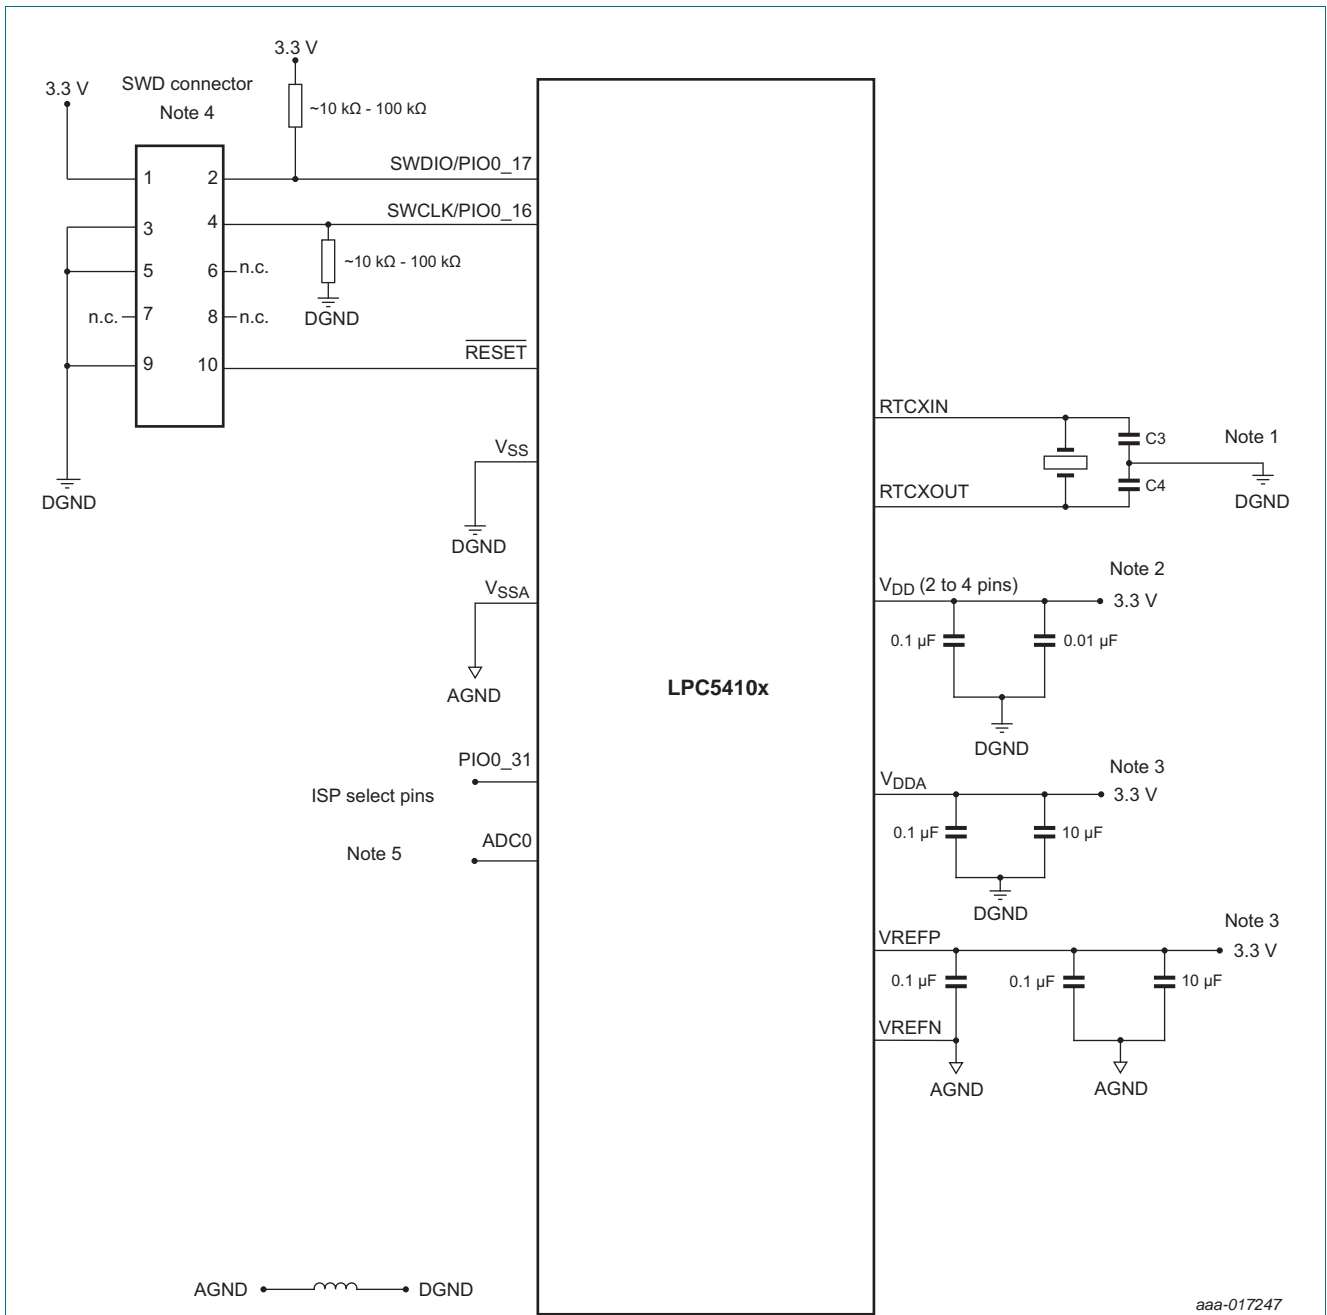 3.3 V
3.3 V
SWD connector
Note 4
~10 kΩ - 100 kΩ
1
2
SWDIO/PIO0_17
3
4
SWCLK/PIO0_16
~10 kΩ - 100 kΩ
5
6
n.c.
n.c.
7
8
n.c.
DGND
9
10
RESET
DGND
VSS
DGND
VSSA
AGND
PIO0_31
ISP select pins
ADC0
Note 5
LPC5410x
RTCXIN
C3
Note 1
RTCXOUT
C4
DGND
VDD (2 to 4 pins)
Note 2
3.3 V
0.1 µF
0.01 µF
DGND
VDDA
Note 3
3.3 V
0.1 µF
10 µF
DGND
VREFP
Note 3
3.3 V
0.1 µF
0.1 µF
10 µF
VREFN
AGND
AGND
AGND
DGND
aaa-017247